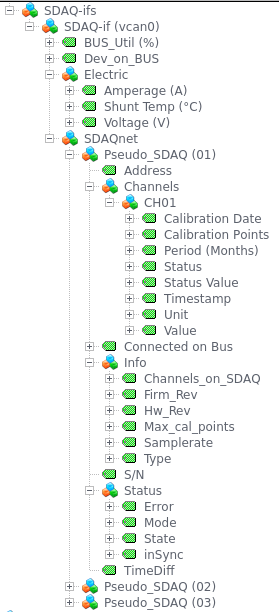 SDAQ-ifs
SDAQ-if (vcan0)
BUS_Util (%)
Dev_on_BUS
Electric
Amperage (A)
Shunt Temp (°C)
Voltage (V)
SDAQnet
Pseudo_SDAQ (01)
Address
Channels
CH01
Calibration Date
Calibration Points
Period (Months)
Status
Status Value
Timestamp
Unit
Value
Connected on Bus
Info
Channels_on_SDAQ
Firm_Rev
Hw_Rev
Max_cal_points
Samplerate
Type
S/N
Status
Error
Mode
State
inSync
TimeDiff
Pseudo_SDAQ (02)
Pseudo_SDAQ (03)